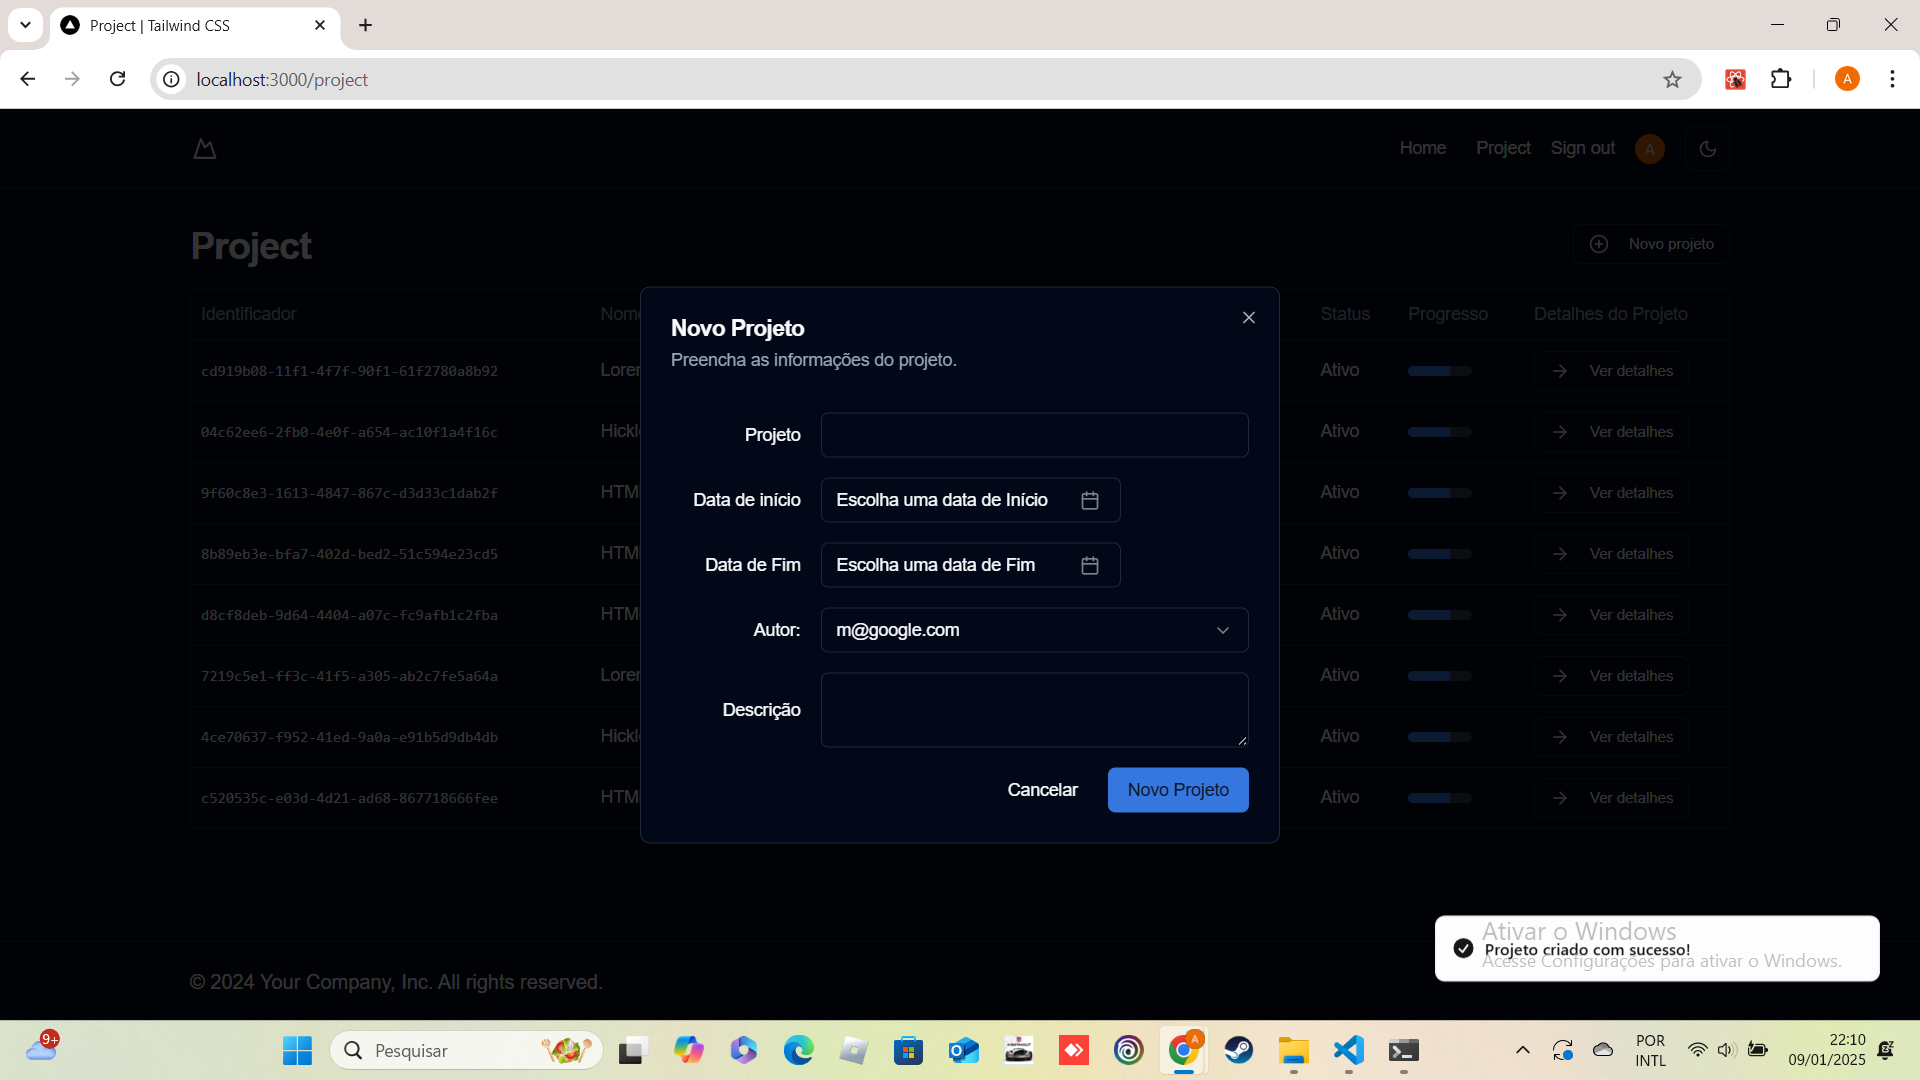 Project | Tailwind CSS
localhost:3000/project
A
Home Project Sign out A
Project
Novo projeto
Identificador Nome Status Progresso Detalhes do Projeto
cd919b08-11f1-4f7f-90f1-61f2780a8b92 Lorer Ativo Ver detalhes
04c62ee6-2fb0-4e0f-a654-ac10f1a4f16c Hickl Ativo Ver detalhes
9f60c8e3-1613-4847-867c-d3d33c1dab2f HTM Ativo Ver detalhes
8b89eb3e-bfa7-402d-bed2-51c594e23cd5 HTM Ativo Ver detalhes
d8cf8deb-9d64-4404-a07c-fc9afb1c2fba HTM Ativo Ver detalhes
7219c5e1-ff3c-41f5-a305-ab2c7fe5a64a Lorer Ativo Ver detalhes
4ce70637-f952-41ed-9a0a-e91b5d9db4db Hickl Ativo Ver detalhes
c520535c-e03d-4d21-ad68-867718666fee HTM Ativo Ver detalhes
Novo Projeto
Preencha as informações do projeto.
Projeto
Data de início Escolha uma data de Início
Data de Fim Escolha uma data de Fim
Autor: m@google.com
Descrição
Cancelar Novo Projeto
Ativar o Windows
Projeto criado com sucesso!
Acesse Configurações para ativar o Windows.
© 2024 Your Company, Inc. All rights reserved.
9+
Pesquisar
A
POR
INTL
22:10
09/01/2025